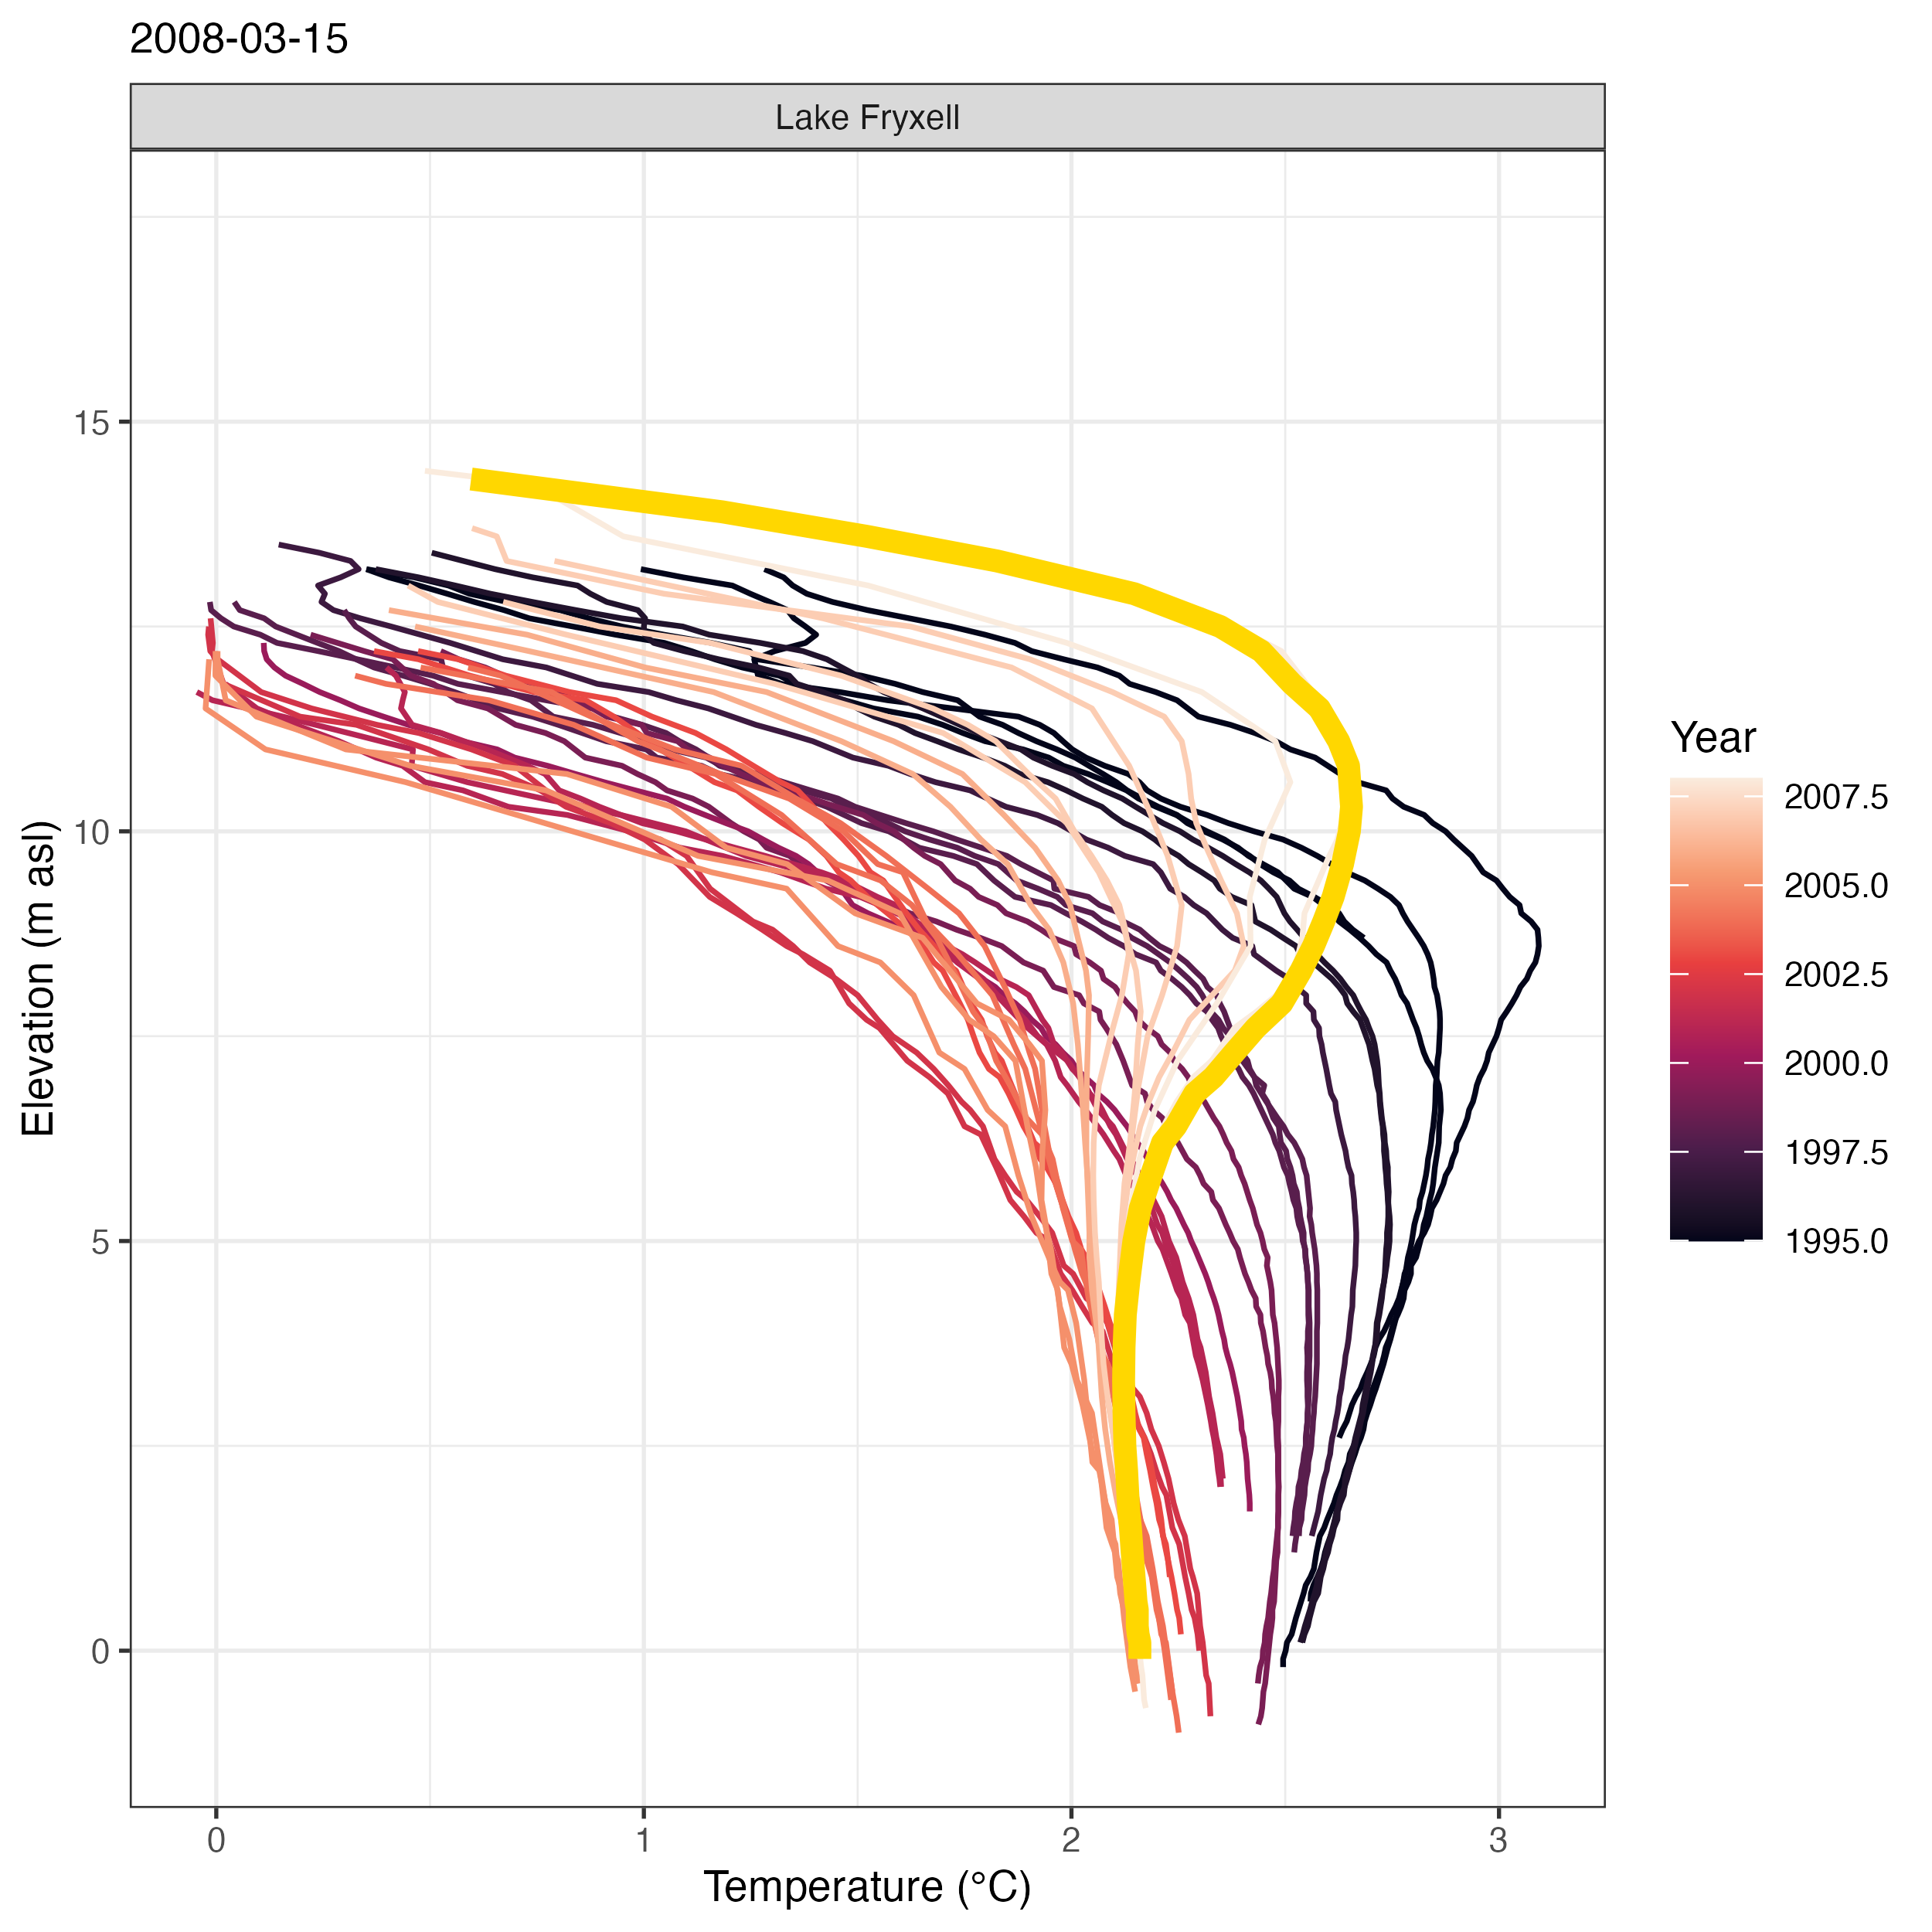 2008-03-15
Lake Fryxell
15
10
5
0
Elevation (m asl)
0 1 2 3
Temperature (°C)
Year
2007.5
2005.0
2002.5
2000.0
1997.5
1995.0